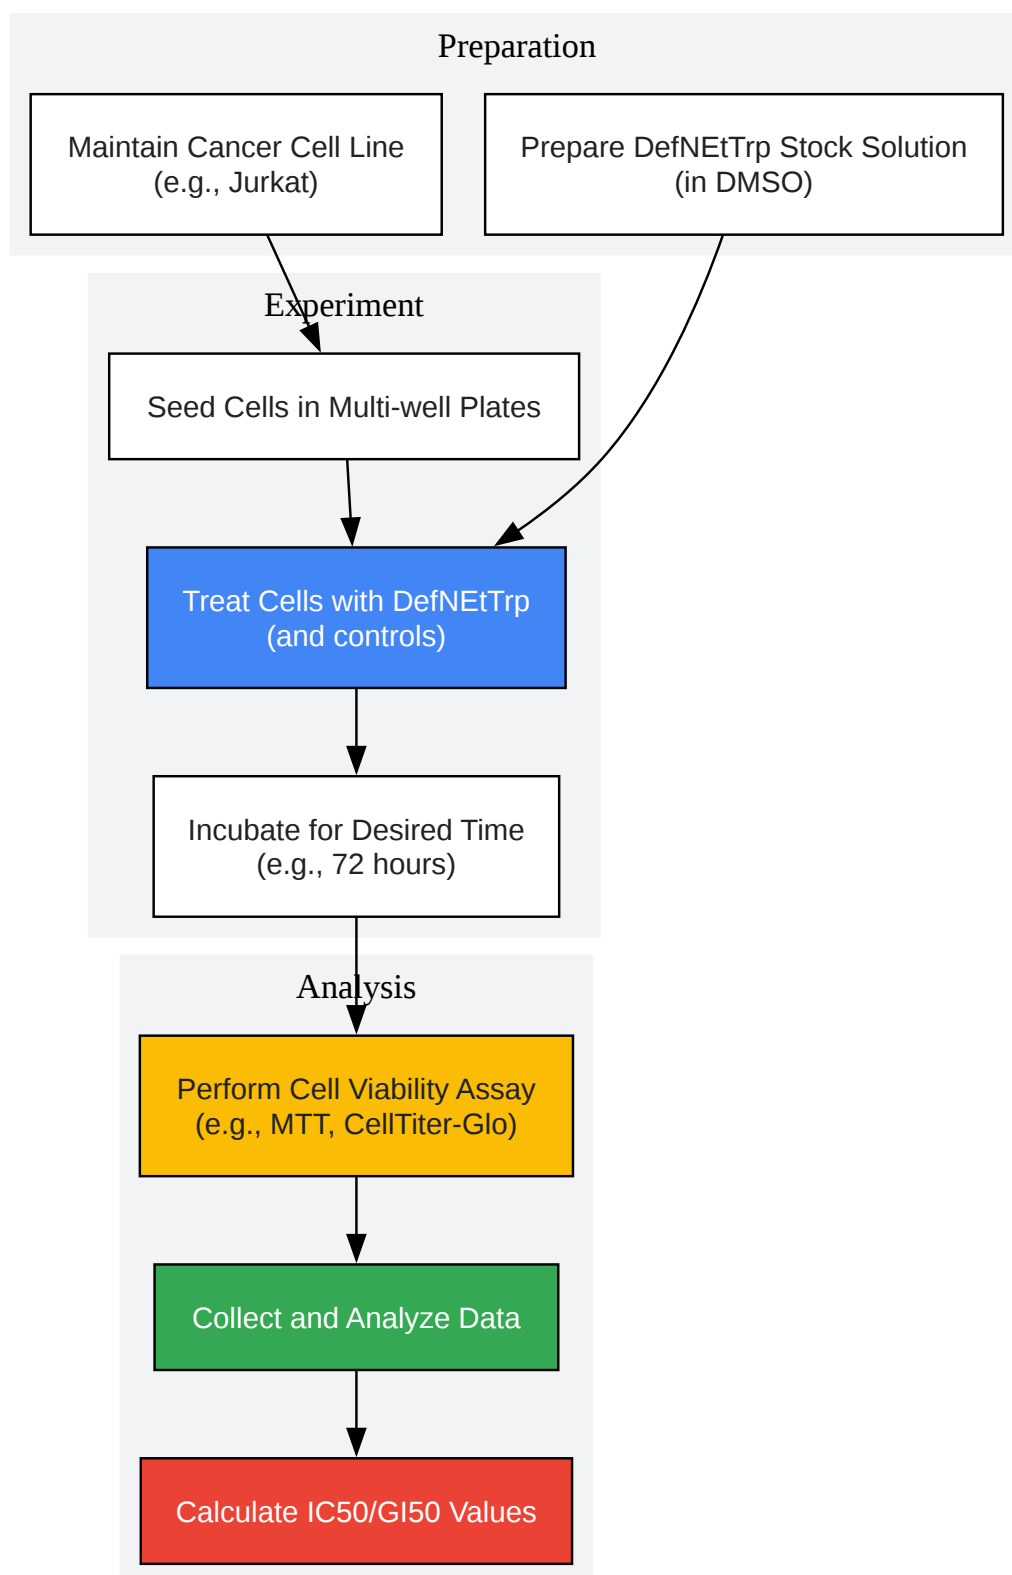 Preparation
Maintain Cancer Cell Line
(e.g., Jurkat)
Prepare DefNEtTrp Stock Solution
(in DMSO)
Experiment
Seed Cells in Multi-well Plates
Treat Cells with DefNEtTrp
(and controls)
Incubate for Desired Time
(e.g., 72 hours)
Analysis
Perform Cell Viability Assay
(e.g., MTT, CellTiter-Glo)
Collect and Analyze Data
Calculate IC50/GI50 Values